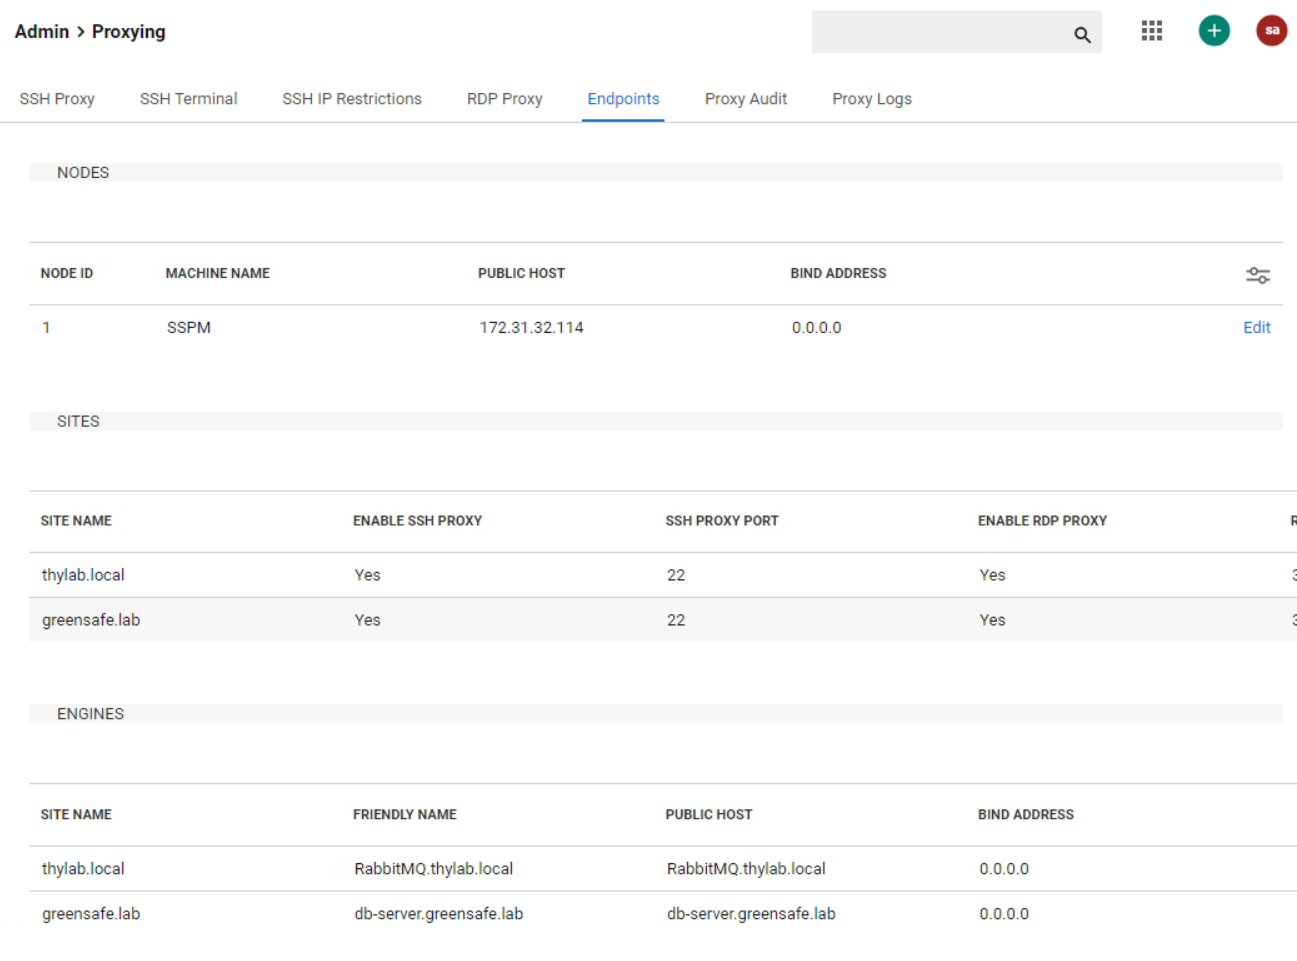 Admin > Proxying
sa
SSH Proxy SSH Terminal SSH IP Restrictions RDP Proxy Endpoints Proxy Audit Proxy Logs
NODES
NODE ID MACHINE NAME PUBLIC HOST BIND ADDRESS
1 SSPM 172.31.32.114 0.0.0.0 Edit
SITES
SITE NAME ENABLE SSH PROXY SSH PROXY PORT ENABLE RDP PROXY
thylab.local Yes 22 Yes
greensafe.lab Yes 22 Yes
ENGINES
SITE NAME FRIENDLY NAME PUBLIC HOST BIND ADDRESS
thylab.local RabbitMQ.thylab.local RabbitMQ.thylab.local 0.0.0.0
greensafe.lab db-server.greensafe.lab db-server.greensafe.lab 0.0.0.0